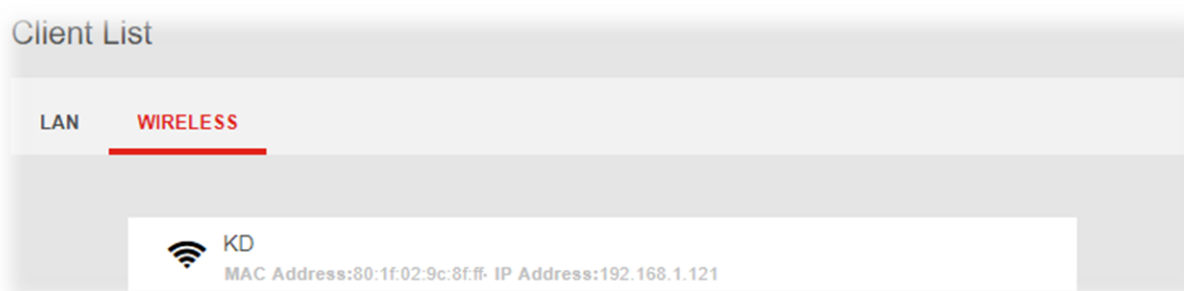 Client List
LAN WIRELESS
KD
MAC Address:80:1f:02:9c:8f:ff· IP Address:192.168.1.121